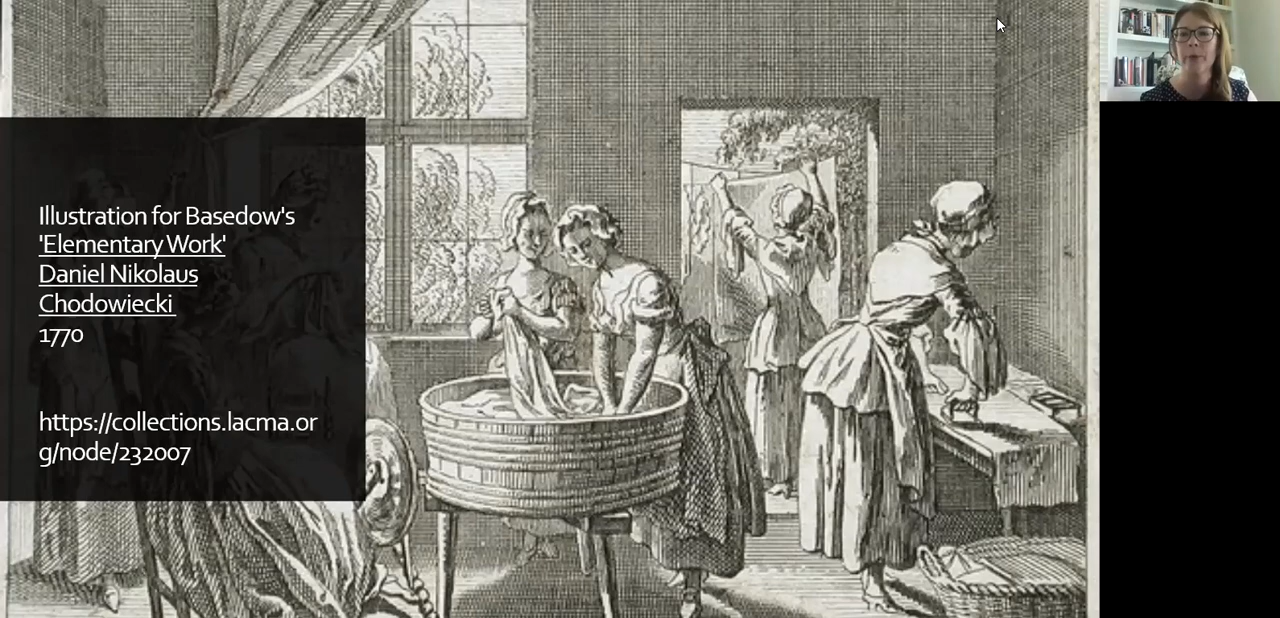 Illustration for Basedow's
'Elementary Work'
Daniel Nikolaus
Chodowiecki
1770
https://collections.lacma.or
g/node/232007